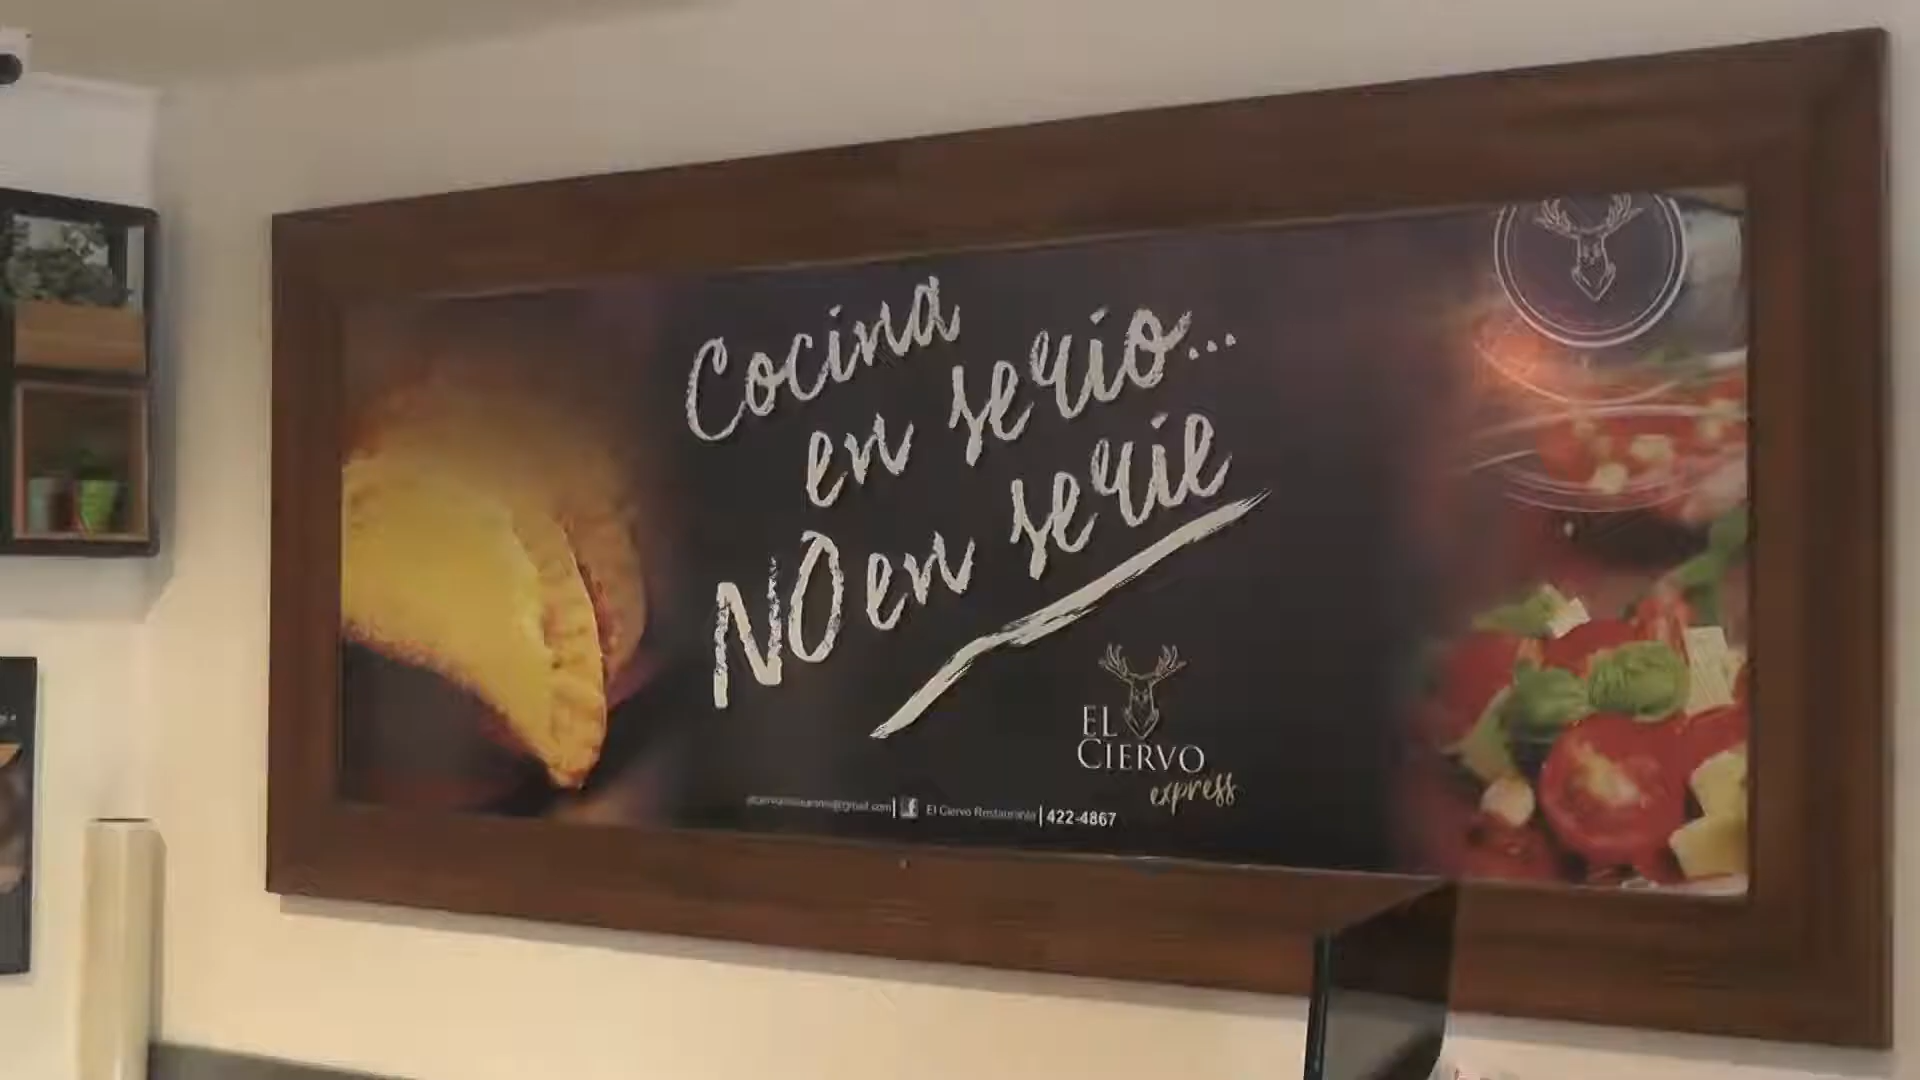 Cocina
en serio...
NO en serie
EL
CIERVO
express
El Ciervo Restaurante | 422-4867